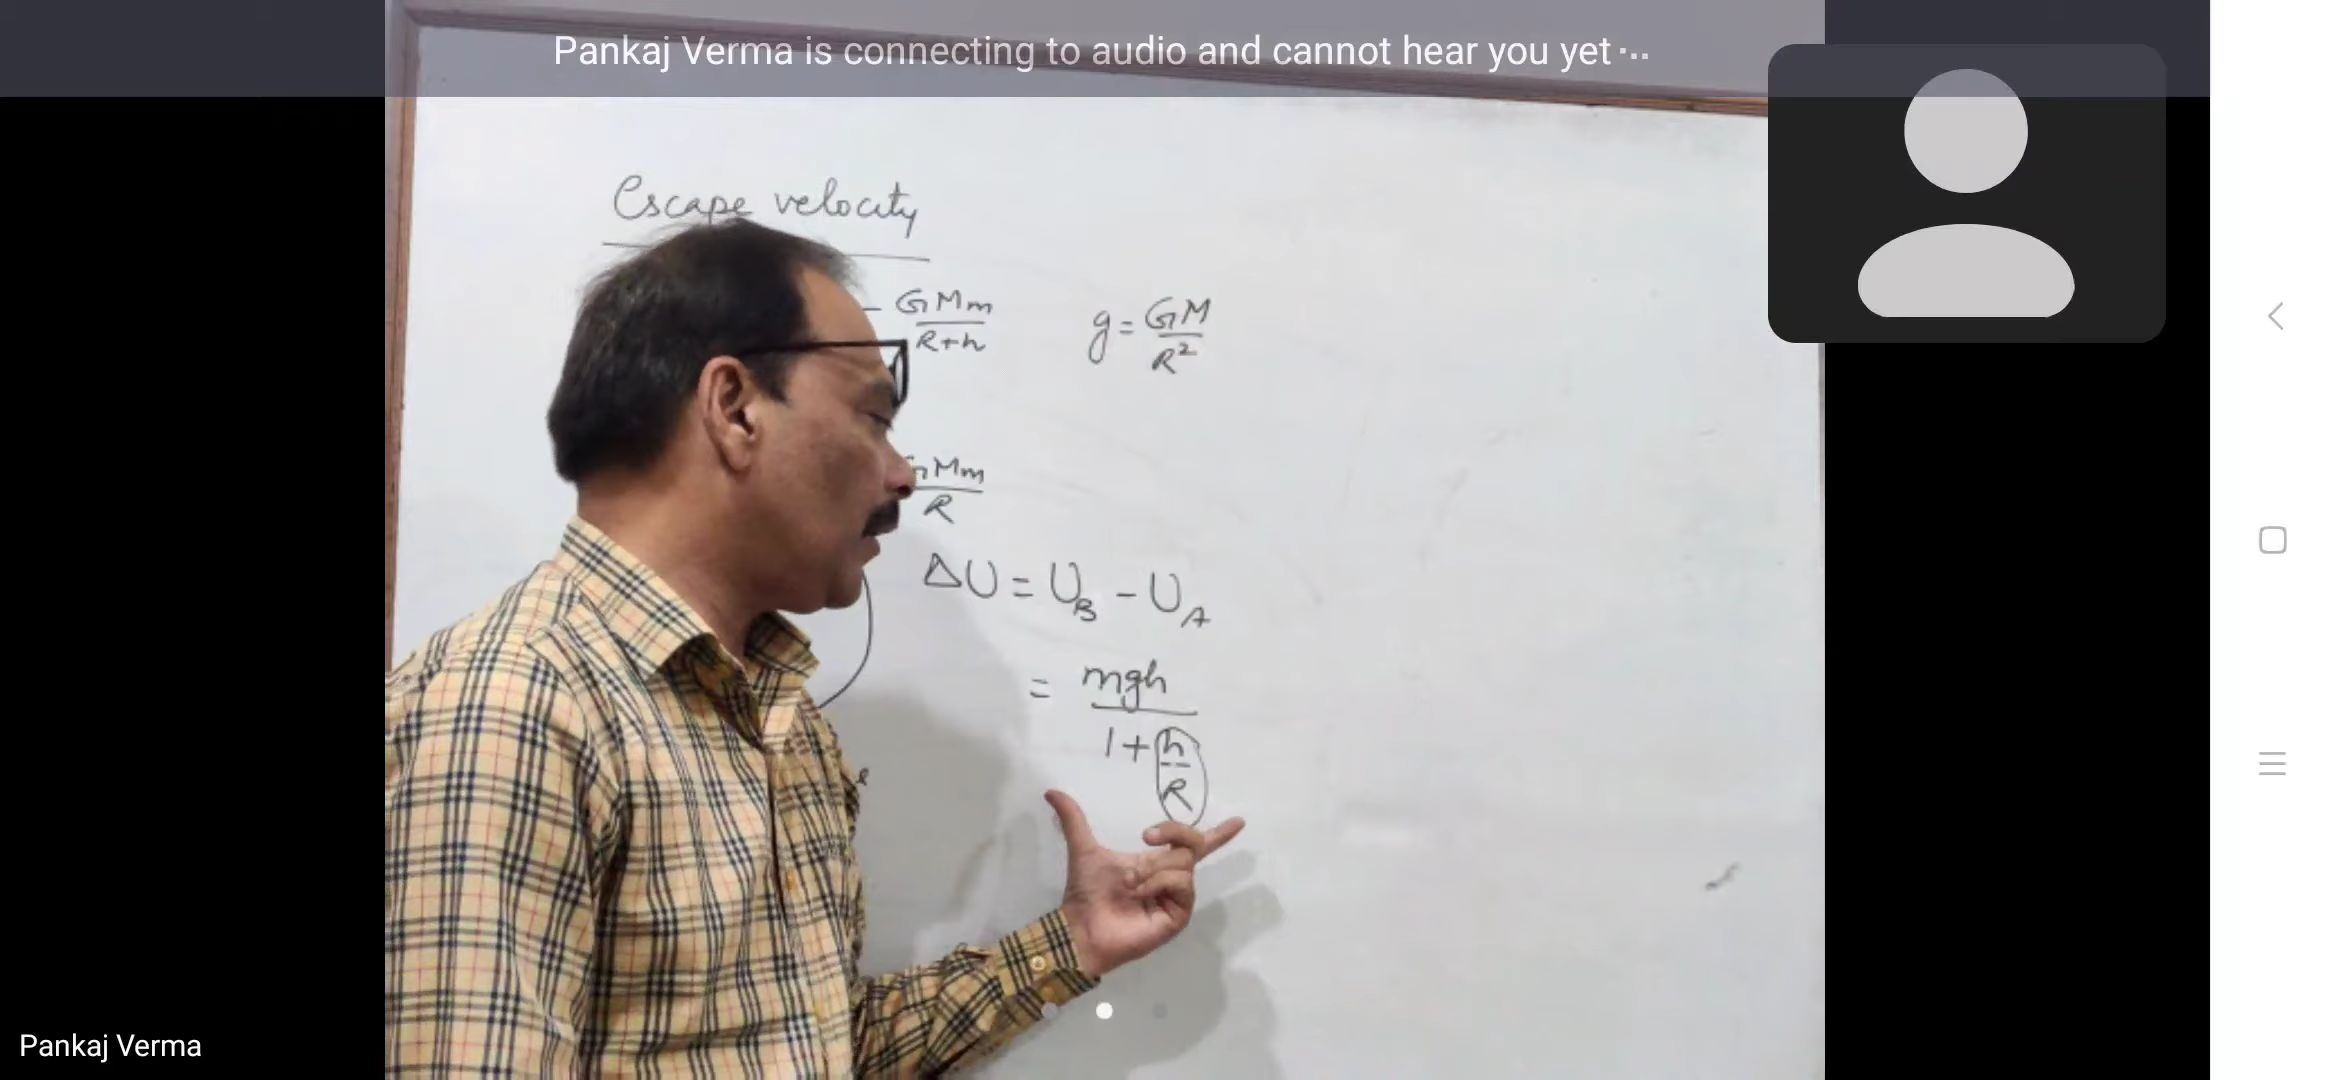 Pankaj Verma is connecting to audio and cannot hear you yet
Escape velocity
- GMm
R+h
g = GM
R²
GMm
R
ΔU = U_B - U_A
= mgh
1 + h
R
Pankaj Verma